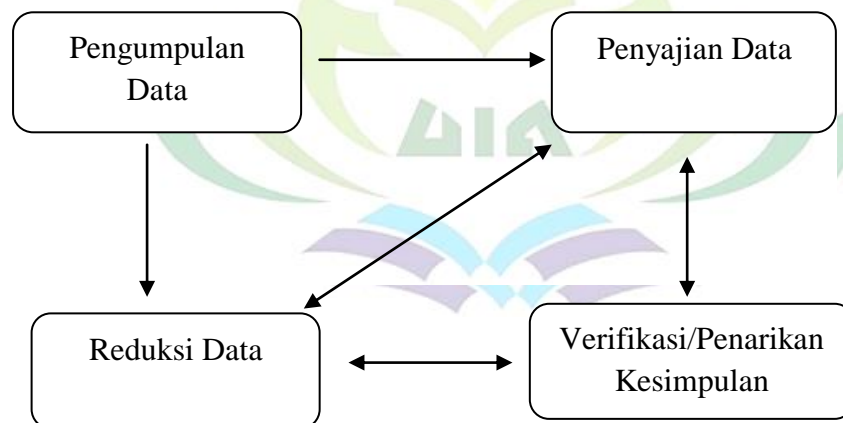 Pengumpulan
Data
Penyajian Data
Reduksi Data
Verifikasi/Penarikan
Kesimpulan